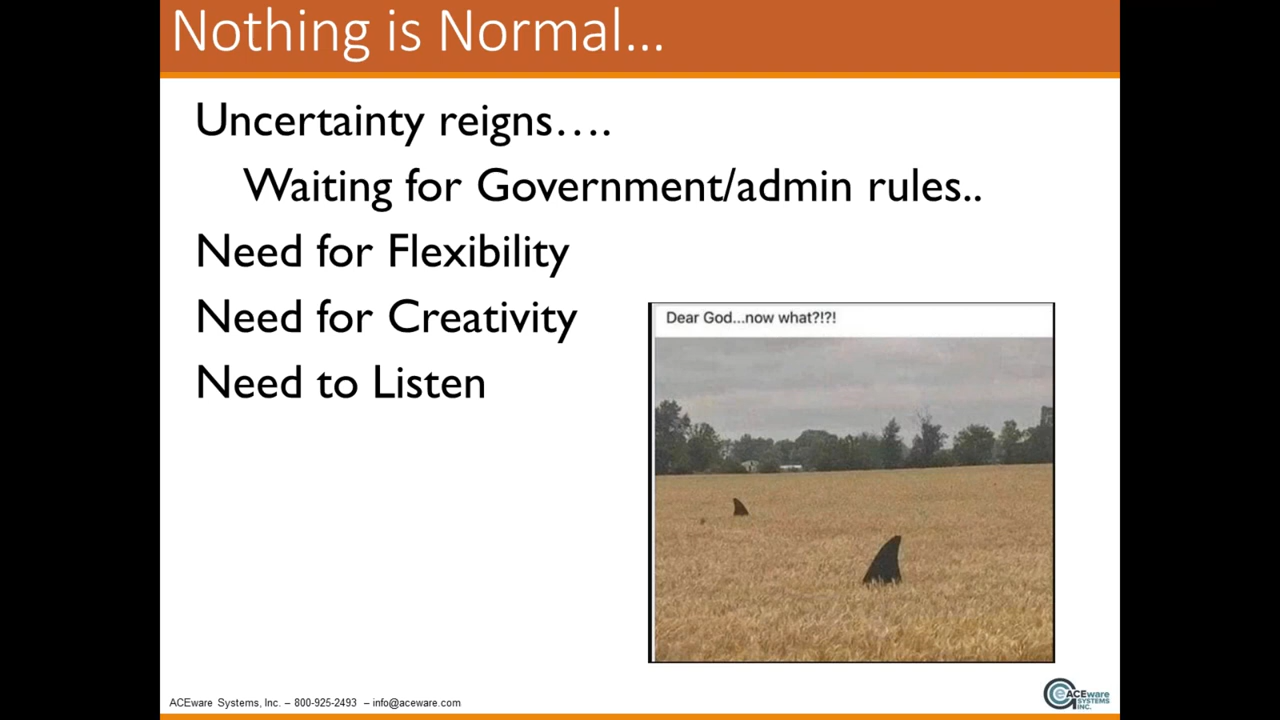 Nothing is Normal...
Uncertainty reigns....
Waiting for Government/admin rules..
Need for Flexibility
Need for Creativity
Need to Listen
Dear God...now what?!?!
ACEware Systems, Inc. – 800-925-2493 – info@aceware.com
ACEware
SYSTEMS
INC.